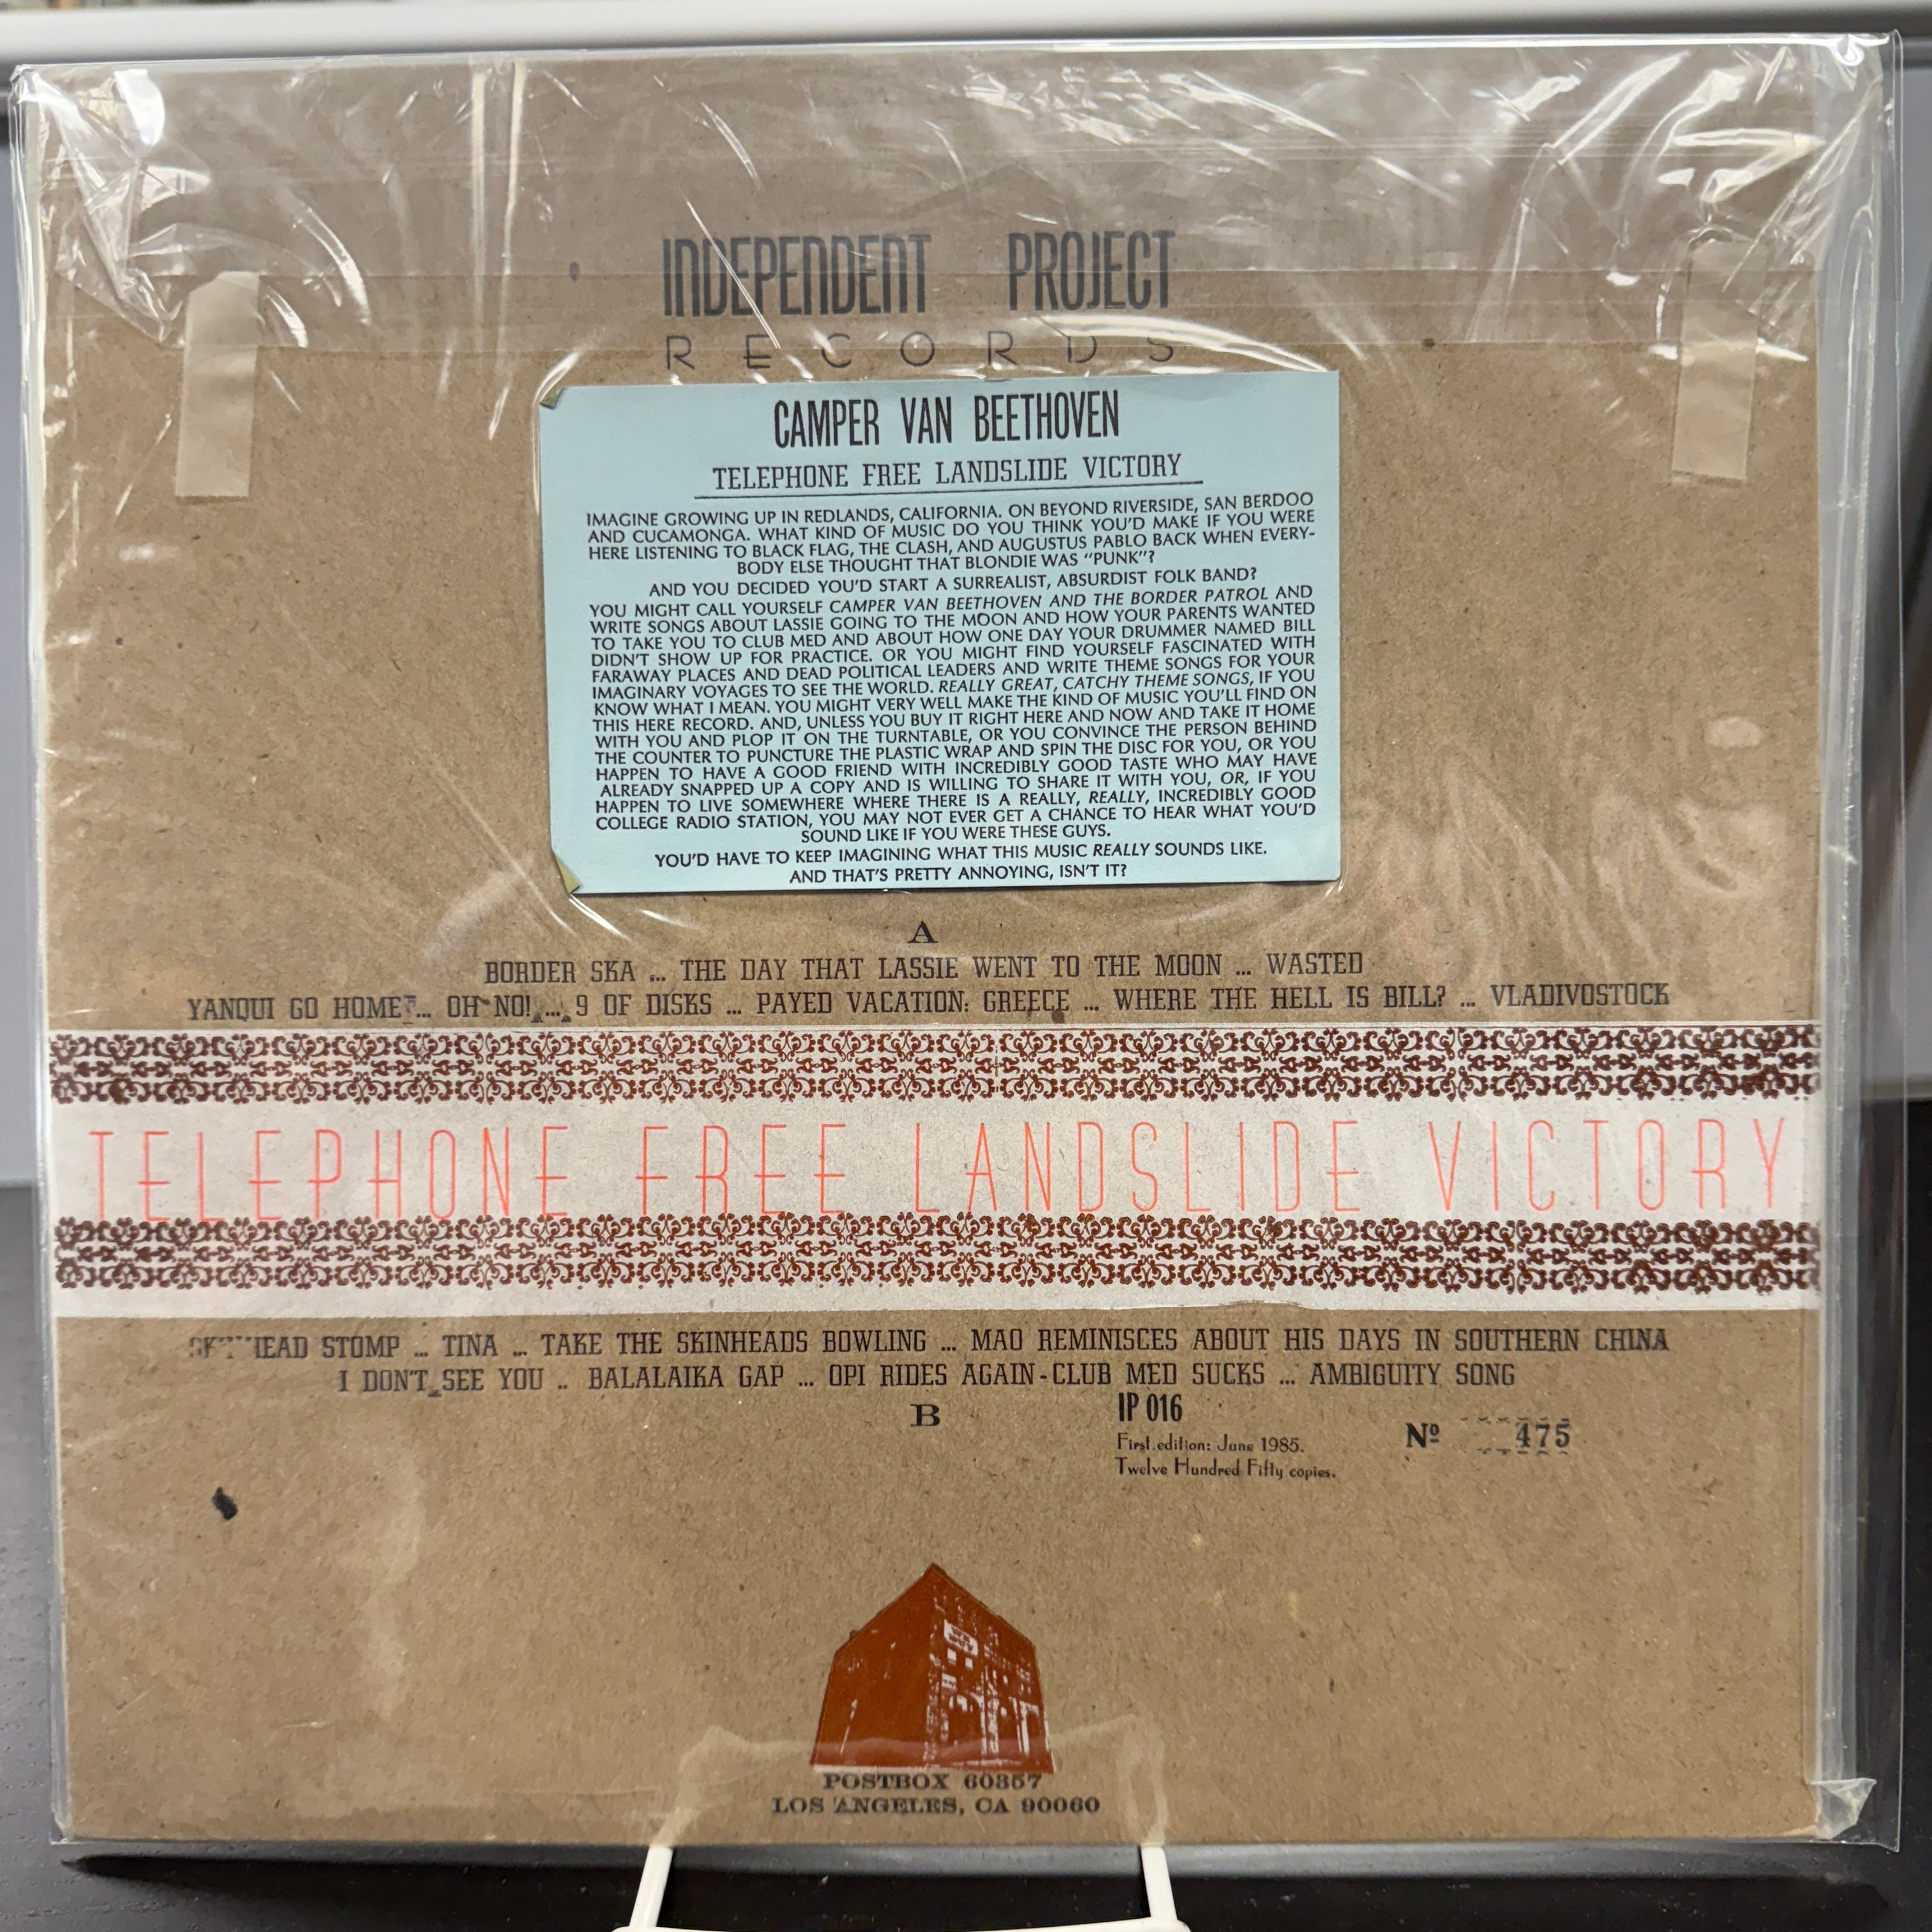 INDEPENDENT PROJECT
RECORDS
CAMPER VAN BEETHOVEN
TELEPHONE FREE LANDSLIDE VICTORY
IMAGINE GROWING UP IN REDLANDS, CALIFORNIA. ON BEYOND RIVERSIDE, SAN BERDOO
AND CUCAMONGA. WHAT KIND OF MUSIC DO YOU THINK YOU'D MAKE IF YOU WERE
HERE LISTENING TO BLACK FLAG, THE CLASH, AND AUGUSTUS PABLO BACK WHEN EVERY-
BODY ELSE THOUGHT THAT BLONDIE WAS "PUNK"?
AND YOU DECIDED YOU'D START A SURREALIST, ABSURDIST FOLK BAND?
YOU MIGHT CALL YOURSELF CAMPER VAN BEETHOVEN AND THE BORDER PATROL AND
WRITE SONGS ABOUT LASSIE GOING TO THE MOON AND HOW YOUR PARENTS WANTED
TO TAKE YOU TO CLUB MED AND ABOUT HOW ONE DAY YOUR DRUMMER NAMED BILL
DIDN'T SHOW UP FOR PRACTICE. OR YOU MIGHT FIND YOURSELF FASCINATED WITH
FARAWAY PLACES AND DEAD POLITICAL LEADERS AND WRITE THEME SONGS FOR YOUR
IMAGINARY VOYAGES TO SEE THE WORLD. REALLY GREAT, CATCHY THEME SONGS, IF YOU
KNOW WHAT I MEAN. YOU MIGHT VERY WELL MAKE THE KIND OF MUSIC YOU'LL FIND ON
THIS HERE RECORD. AND, UNLESS YOU BUY IT RIGHT HERE AND NOW AND TAKE IT HOME
WITH YOU AND PLOP IT ON THE TURNTABLE, OR YOU CONVINCE THE PERSON BEHIND
THE COUNTER TO PUNCTURE THE PLASTIC WRAP AND SPIN THE DISC FOR YOU, OR YOU
HAPPEN TO HAVE A GOOD FRIEND WITH INCREDIBLY GOOD TASTE WHO MAY HAVE
ALREADY SNAPPED UP A COPY AND IS WILLING TO SHARE IT WITH YOU, OR, IF YOU
HAPPEN TO LIVE SOMEWHERE WHERE THERE IS A REALLY, REALLY, INCREDIBLY GOOD
COLLEGE RADIO STATION, YOU MAY NOT EVER GET A CHANCE TO HEAR WHAT YOU'D
SOUND LIKE IF YOU WERE THESE GUYS.
YOU'D HAVE TO KEEP IMAGINING WHAT THIS MUSIC REALLY SOUNDS LIKE.
AND THAT'S PRETTY ANNOYING, ISN'T IT?
A
BORDER SKA ... THE DAY THAT LASSIE WENT TO THE MOON ... WASTED
YANQUI GO HOME ... OH NO! ... 9 OF DISKS ... PAYED VACATION: GREECE ... WHERE THE HELL IS BILL? ... VLADIVOSTOCK
TELEPHONE FREE LANDSLIDE VICTORY
STOMP ... TINA ... TAKE THE SKINHEADS BOWLING ... MAO REMINISCES ABOUT HIS DAYS IN SOUTHERN CHINA
I DON'T SEE YOU .. BALALAIKA GAP ... OPI RIDES AGAIN-CLUB MED SUCKS ... AMBIGUITY SONG
B
IP 016
First edition: June 1985.
Twelve Hundred Fifty copies.
Nº 475
POSTBOX 60357
LOS ANGELES, CA 90060